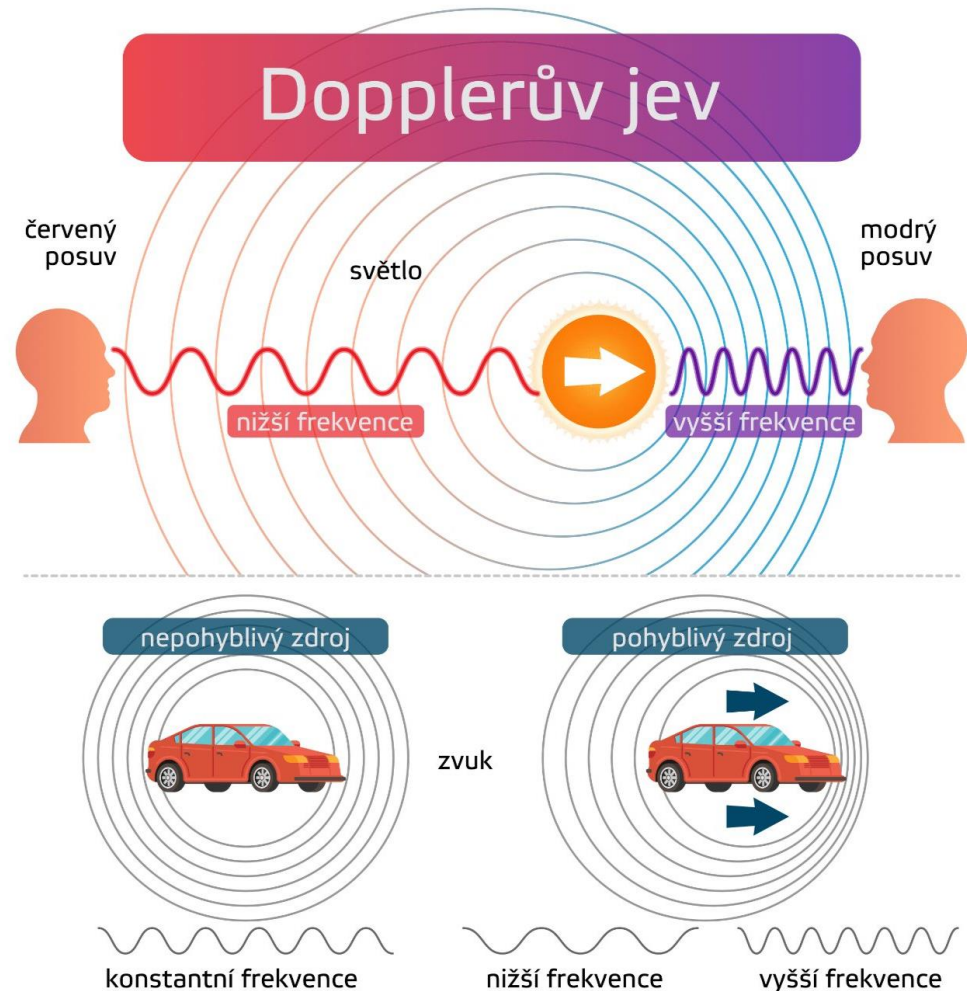 Dopplerův jev
červený
posuv
světlo
modrý
posuv
nižší frekvence
vyšší frekvence
nepohyblivý zdroj
pohyblivý zdroj
zvuk
konstantní frekvence
nižší frekvence
vyšší frekvence